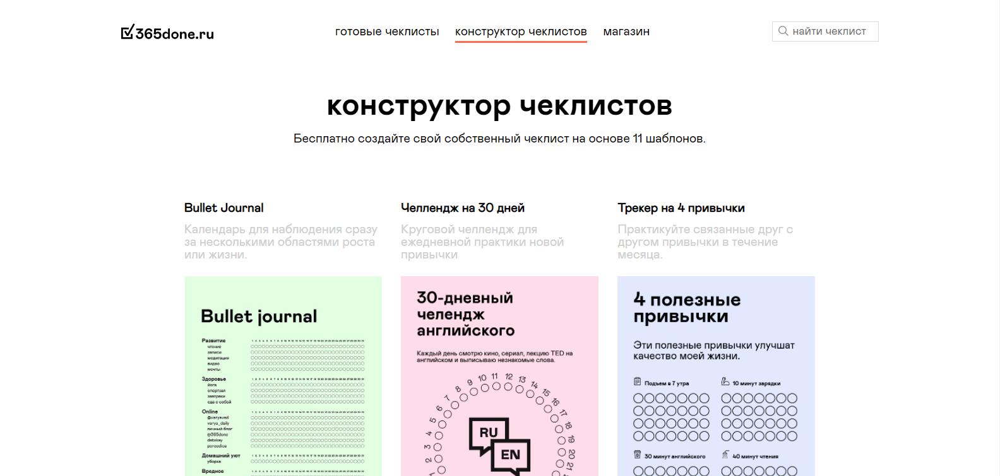 365done.ru
готовые чеклисты
конструктор чеклистов
магазин
найти чеклист
конструктор чеклистов
Бесплатно создайте свой собственный чеклист на основе 11 шаблонов.
Bullet Journal
Календарь для наблюдения сразу
за несколькими областями роста
или жизни.
Челлендж на 30 дней
Круговой челлендж для
ежедневной практики новой
привычки
Трекер на 4 привычки
Практикуйте связанные друг с
другом привычки в течение
месяца.
Bullet journal
Развитие
чтение
записи
медитация
видео
мечты
Здоровье
йога
спортзал
завтраки
еда с собой
Online
@varyaved
varya_daily
личный блог
@365done
detskay
parcodica
Домашний уют
уборка
Вредное
30-дневный
челендж
английского
Каждый день смотрю кино, сериал, лекцию TED на
английском и выписываю незнакомые слова.
1 2 3 4 5 6 7 8 9 10 11 12 13 14 15 16 17 18 19 20 21
RU
EN
4 полезные
привычки
Эти полезные привычки улучшат
качество моей жизни.
Подъем в 7 утра
10 минут зарядки
30 минут английского
40 минут чтения